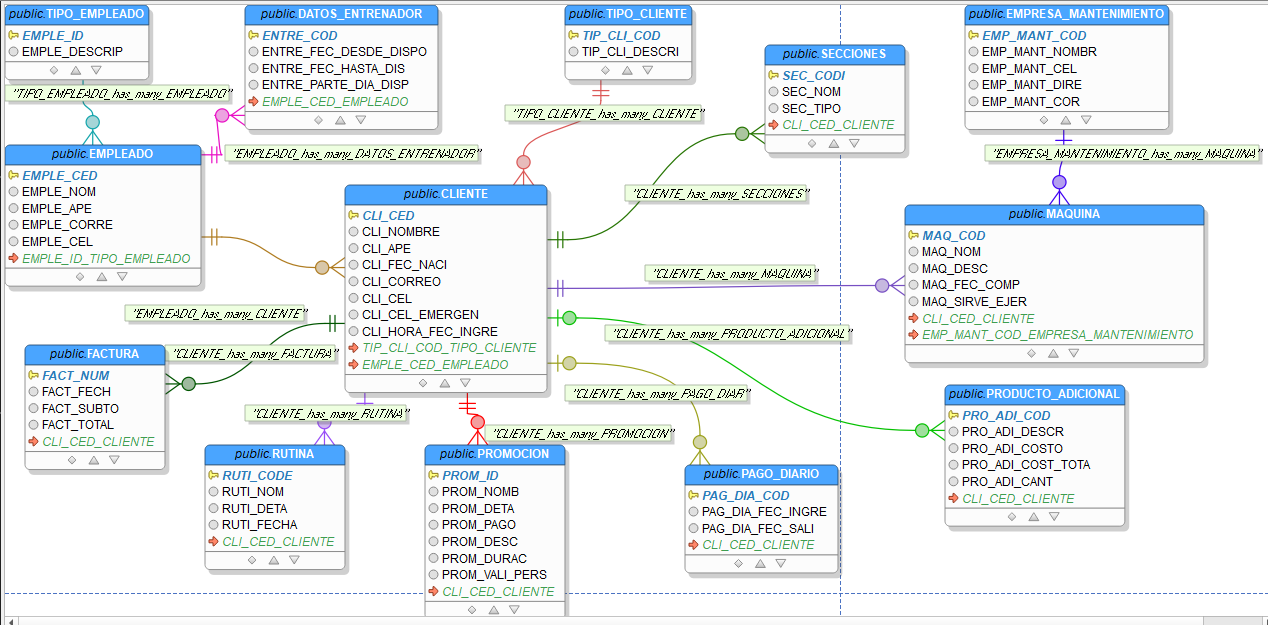 public.TIPO_EMPLEADO
EMPLE_ID
EMPLE_DESCRIP
public.DATOS_ENTRENADOR
ENTRE_COD
ENTRE_FEC_DESDE_DISPO
ENTRE_FEC_HASTA_DIS
ENTRE_PARTE_DIA_DISP
EMPLE_CED_EMPLEADO
public.TIPO_CLIENTE
TIP_CLI_COD
TIP_CLI_DESCRI
public.SECCIONES
SEC_CODI
SEC_NOM
SEC_TIPO
CLI_CED_CLIENTE
public.EMPRESA_MANTENIMIENTO
EMP_MANT_COD
EMP_MANT_NOMBR
EMP_MANT_CEL
EMP_MANT_DIRE
EMP_MANT_COR
"TIPO_EMPLEADO_has_many_EMPLEADO"
"TIPO_CLIENTE_has_many_CLIENTE"
"EMPLEADO_has_many_DATOS_ENTRENADOR"
"EMPRESA_MANTENIMIENTO_has_many_MAQUINA"
public.EMPLEADO
EMPLE_CED
EMPLE_NOM
EMPLE_APE
EMPLE_CORRE
EMPLE_CEL
EMPLE_ID_TIPO_EMPLEADO
public.CLIENTE
CLI_CED
CLI_NOMBRE
CLI_APE
CLI_FEC_NACI
CLI_CORREO
CLI_CEL
CLI_CEL_EMERGEN
CLI_HORA_FEC_INGRE
TIP_CLI_COD_TIPO_CLIENTE
EMPLE_CED_EMPLEADO
"CLIENTE_has_many_SECCIONES"
public.MAQUINA
MAQ_COD
MAQ_NOM
MAQ_DESC
MAQ_FEC_COMP
MAQ_SIRVE_EJER
CLI_CED_CLIENTE
EMP_MANT_COD_EMPRESA_MANTENIMIENTO
"CLIENTE_has_many_MAQUINA"
"EMPLEADO_has_many_CLIENTE"
"CLIENTE_has_many_PRODUCTO_ADICIONAL"
"CLIENTE_has_many_FACTURA"
public.FACTURA
FACT_NUM
FACT_FECH
FACT_SUBTO
FACT_TOTAL
CLI_CED_CLIENTE
"CLIENTE_has_many_PAGO_DIAR"
"CLIENTE_has_many_RUTINA"
"CLIENTE_has_many_PROMOCION"
public.PRODUCTO_ADICIONAL
PRO_ADI_COD
PRO_ADI_DESCR
PRO_ADI_COSTO
PRO_ADI_COST_TOTA
PRO_ADI_CANT
CLI_CED_CLIENTE
public.RUTINA
RUTI_CODE
RUTI_NOM
RUTI_DETA
RUTI_FECHA
CLI_CED_CLIENTE
public.PROMOCION
PROM_ID
PROM_NOMB
PROM_DETA
PROM_PAGO
PROM_DESC
PROM_DURAC
PROM_VALI_PERS
CLI_CED_CLIENTE
public.PAGO_DIARIO
PAG_DIA_COD
PAG_DIA_FEC_INGRE
PAG_DIA_FEC_SALI
CLI_CED_CLIENTE